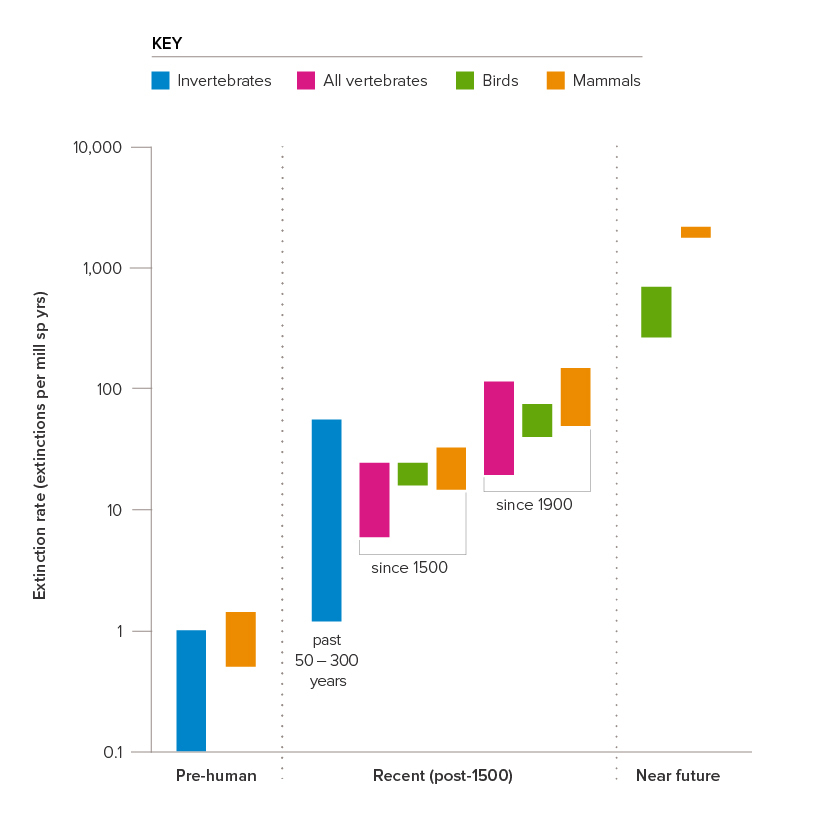 KEY
Invertebrates All vertebrates Birds Mammals
Extinction rate (extinctions per mill sp yrs)
10,000
1,000
100
10
1
0.1
since 1900
since 1500
past
50 – 300
years
Pre-human Recent (post-1500) Near future